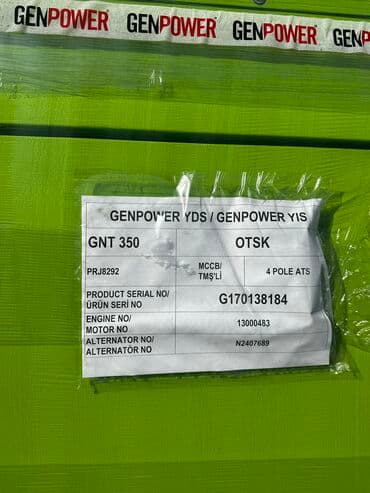 GENPOWER GENPOWER GENPOWER GENP
GENPOWER YDS / GENPOWER YIS
GNT 350 OTSK
PRJ8292 MCCB/ 4 POLE ATS
TMŞ'Lİ
PRODUCT SERIAL NO/ G170138184
ÜRÜN SERİ NO
ENGINE NO/ 13000483
MOTOR NO
ALTERNATOR NO/ N2407689
ALTERNATÖR NO